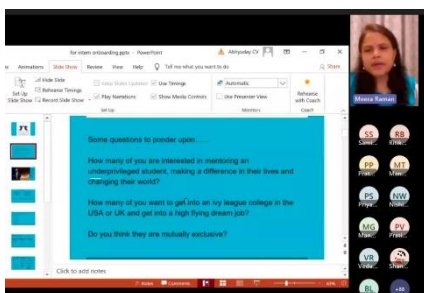 for intern onboarding.pptx - PowerPoint
Abhyuday CV
Animations Slide Show Review View Help Tell me what you want to do Share
Set Up
Slide Show
Hide Slide
Rehearse Timings
Record Slide Show
Keep Slides Updated Use Timings
Play Narrations Show Media Controls
Set Up
Automatic
Use Presenter View
Monitors
Rehearse
with Coach
Meera Raman
Some questions to ponder upon......
How many of you are interested in mentoring an
underprivileged student, making a difference in their lives and
changing their world?
How many of you want to get into an ivy league college in the
USA or UK and get into a high flying dream job?
Do you think they are mutually exclusive?
Click to add notes
Notes Comments
SS RB
PP MT
PS NW
MG PV
VR
BL